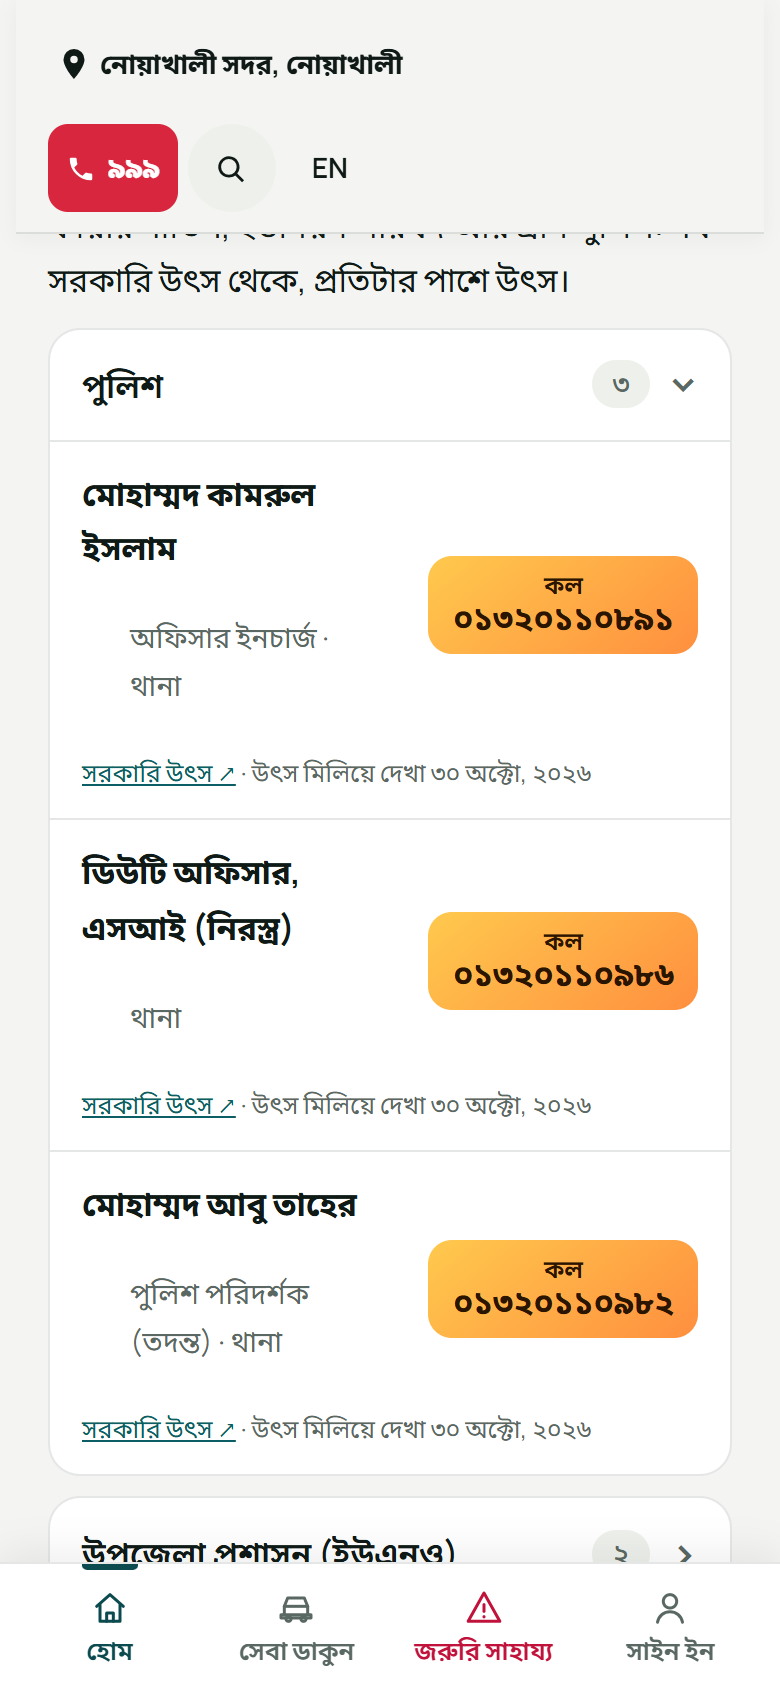 নোয়াখালী সদর, নোয়াখালী
৯৯৯
EN
সরকারি উৎস থেকে, প্রতিটার পাশে উৎস।
পুলিশ
৩
মোহাম্মদ কামরুল
ইসলাম
অফিসার ইনচার্জ ·
থানা
কল
০১৩২০১১০৮৯১
সরকারি উৎস ↗ · উৎস মিলিয়ে দেখা ৩০ অক্টো, ২০২৬
ডিউটি অফিসার,
এসআই (নিরস্ত্র)
থানা
কল
০১৩২০১১০৯৮৬
সরকারি উৎস ↗ · উৎস মিলিয়ে দেখা ৩০ অক্টো, ২০২৬
মোহাম্মদ আবু তাহের
পুলিশ পরিদর্শক
(তদন্ত) · থানা
কল
০১৩২০১১০৯৮২
সরকারি উৎস ↗ · উৎস মিলিয়ে দেখা ৩০ অক্টো, ২০২৬
উপজেলা প্রশাসন (ইউএনও)
২
হোম
সেবা ডাকুন
জরুরি সাহায্য
সাইন ইন